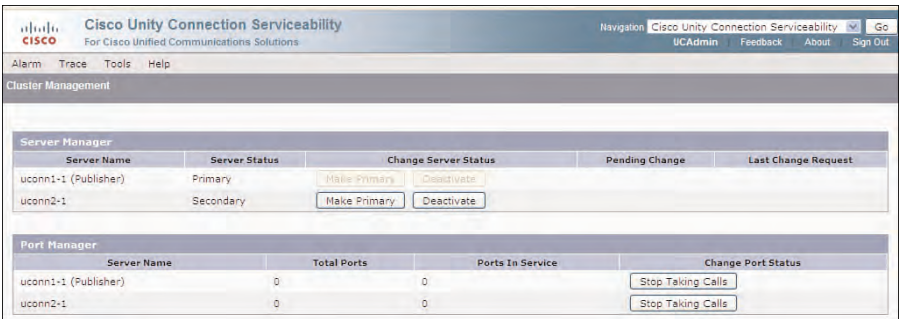 Cisco Unity Connection Serviceability
Navigation Cisco Unity Connection Serviceability Go
CISCO For Cisco Unified Communications Solutions
UCAdmin Feedback About Sign Out
Alarm Trace Tools Help
Cluster Management
Server Manager
Server Name Server Status Change Server Status Pending Change Last Change Request
uconn1-1 (Publisher) Primary Make Primary Deactivate
uconn2-1 Secondary Make Primary Deactivate
Port Manager
Server Name Total Ports Ports In Service Change Port Status
uconn1-1 (Publisher) 0 0 Stop Taking Calls
uconn2-1 0 0 Stop Taking Calls